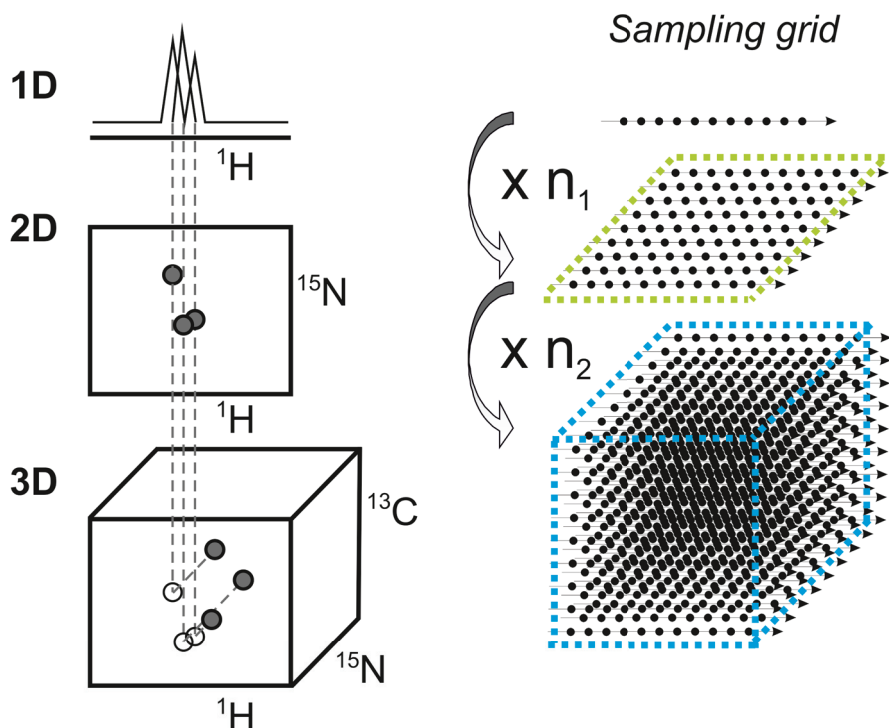 Sampling grid
1D
¹H
x n₁
2D
¹⁵N
x n₂
¹H
3D
¹³C
¹⁵N
¹H